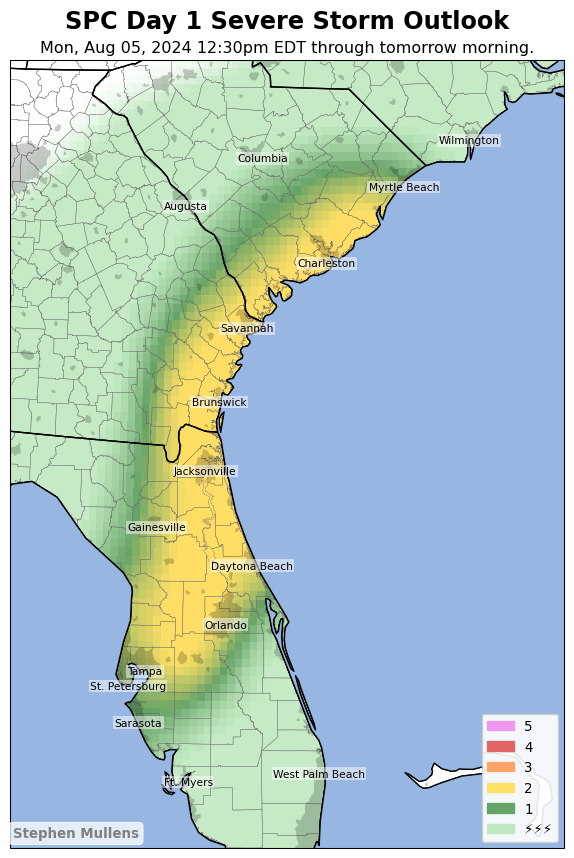 SPC Day 1 Severe Storm Outlook
Mon, Aug 05, 2024 12:30pm EDT through tomorrow morning.
Wilmington
Columbia
Myrtle Beach
Augusta
Charleston
Savannah
Brunswick
Jacksonville
Gainesville
Daytona Beach
Orlando
Tampa
St. Petersburg
Sarasota
Ft. Myers
West Palm Beach
5
4
3
2
1
⚡⚡⚡
Stephen Mullens